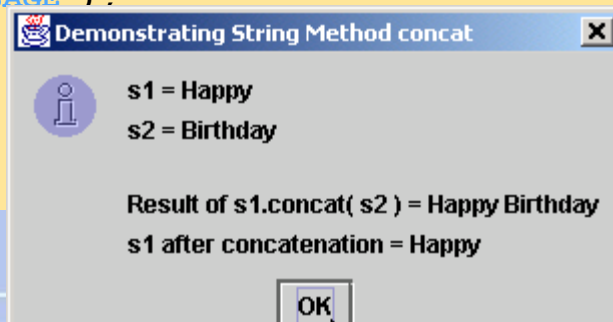 Demonstrating String Method concat
s1 = Happy
s2 = Birthday
Result of s1.concat( s2 ) = Happy Birthday
s1 after concatenation = Happy
OK